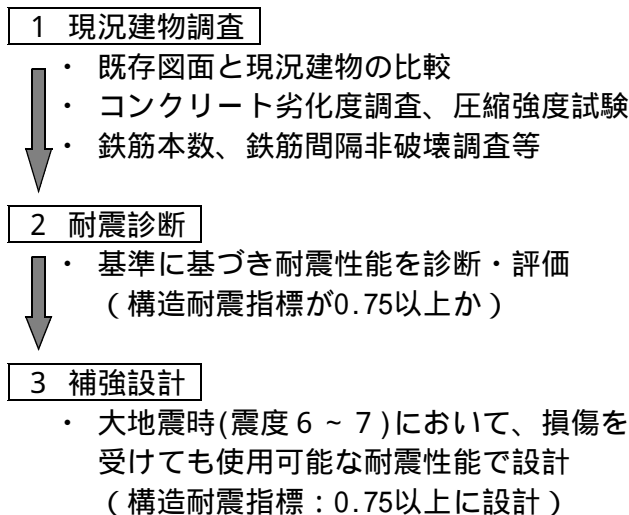 1 現況建物調査
・ 既存図面と現況建物の比較
・ コンクリート劣化度調査、圧縮強度試験
・ 鉄筋本数、鉄筋間隔非破壊調査等
2 耐震診断
・ 基準に基づき耐震性能を診断・評価
（構造耐震指標が0.75以上か）
3 補強設計
・ 大地震時(震度６～７)において、損傷を
受けても使用可能な耐震性能で設計
（構造耐震指標：0.75以上に設計）